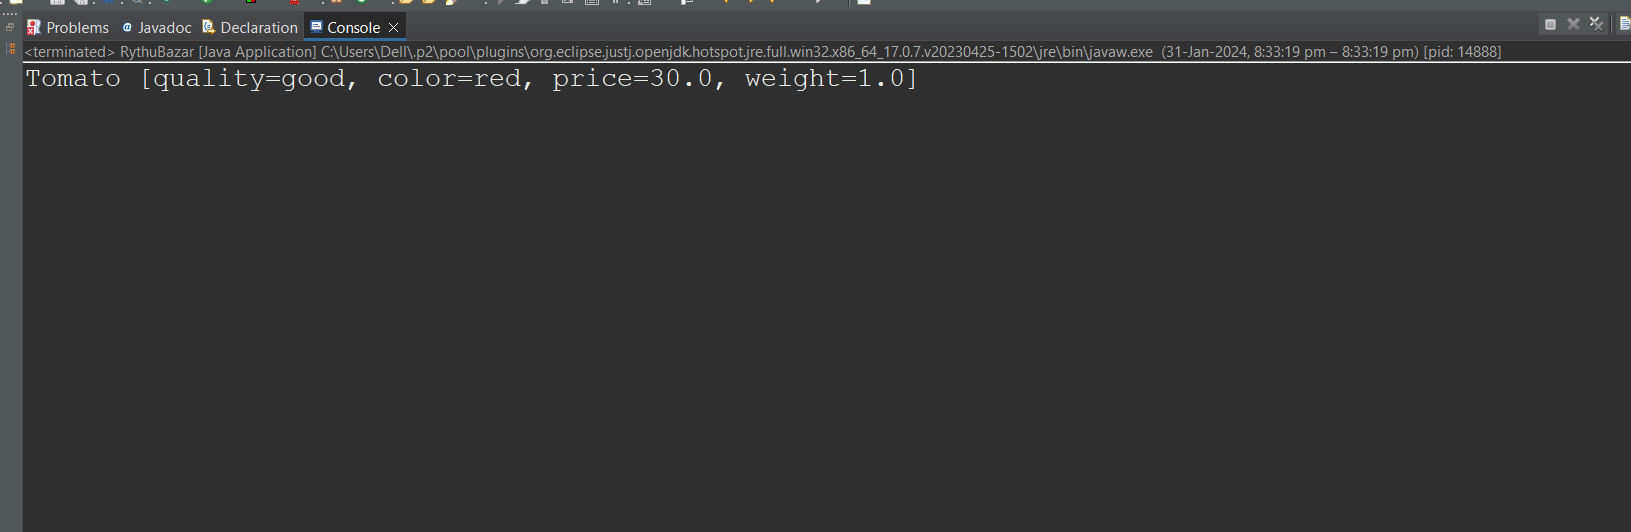 Problems Javadoc Declaration Console
<terminated> RythuBazar [Java Application] C:\Users\Dell\.p2\pool\plugins\org.eclipse.justj.openjdk.hotspot.jre.full.win32.x86_64_17.0.7.v20230425-1502\jre\bin\javaw.exe (31-Jan-2024, 8:33:19 pm – 8:33:19 pm) [pid: 14888]
Tomato [quality=good, color=red, price=30.0, weight=1.0]